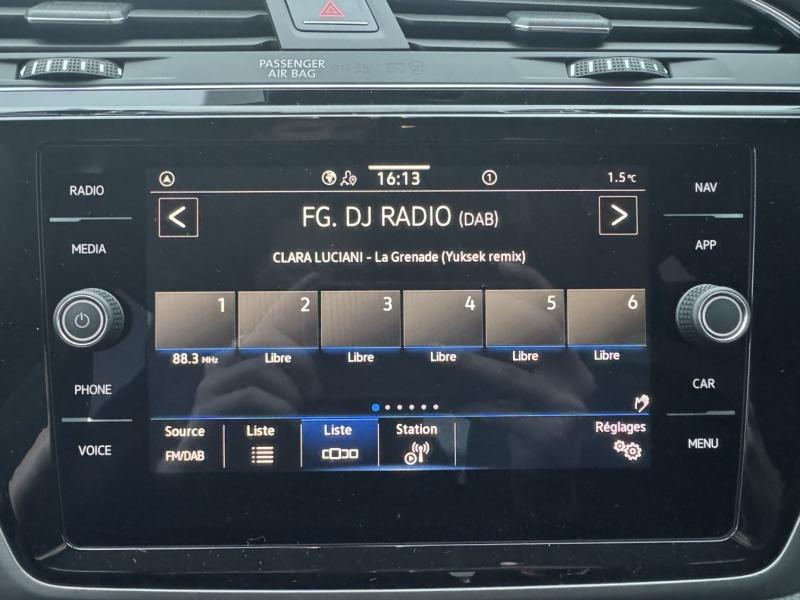 PASSENGER
AIR BAG
RADIO
MEDIA
PHONE
VOICE
16:13
1
1.5°C
FG. DJ RADIO (DAB)
CLARA LUCIANI - La Grenade (Yuksek remix)
1 2 3 4 5 6
88.3 MHz Libre Libre Libre Libre Libre
Source Liste Liste Station Réglages
FM/DAB
NAV
APP
CAR
MENU